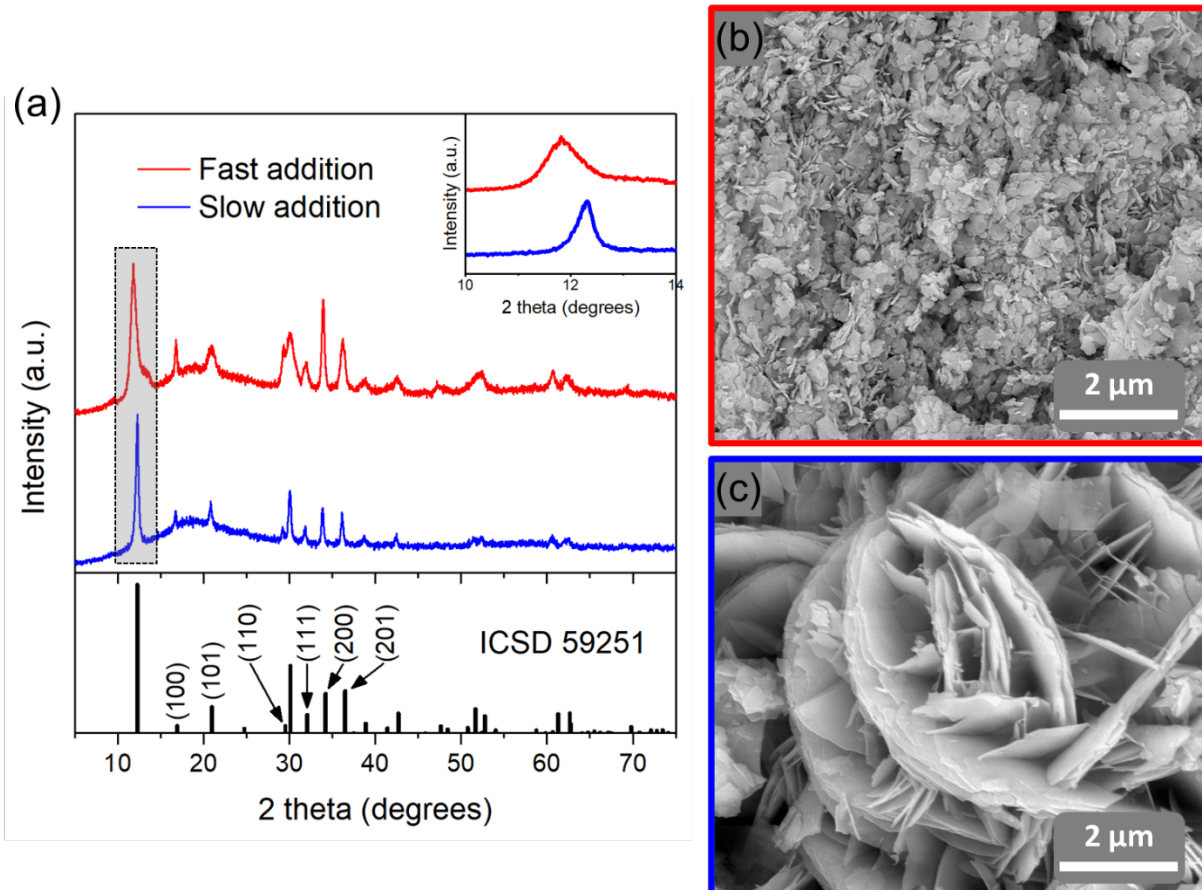 (a)
Fast addition
Slow addition
Intensity (a.u.)
10 12 14
2 theta (degrees)
Intensity (a.u.)
(100)
(101)
(110)
(111)
(200)
(201)
ICSD 59251
10 20 30 40 50 60 70
2 theta (degrees)
(b)
2 µm
(c)
2 µm